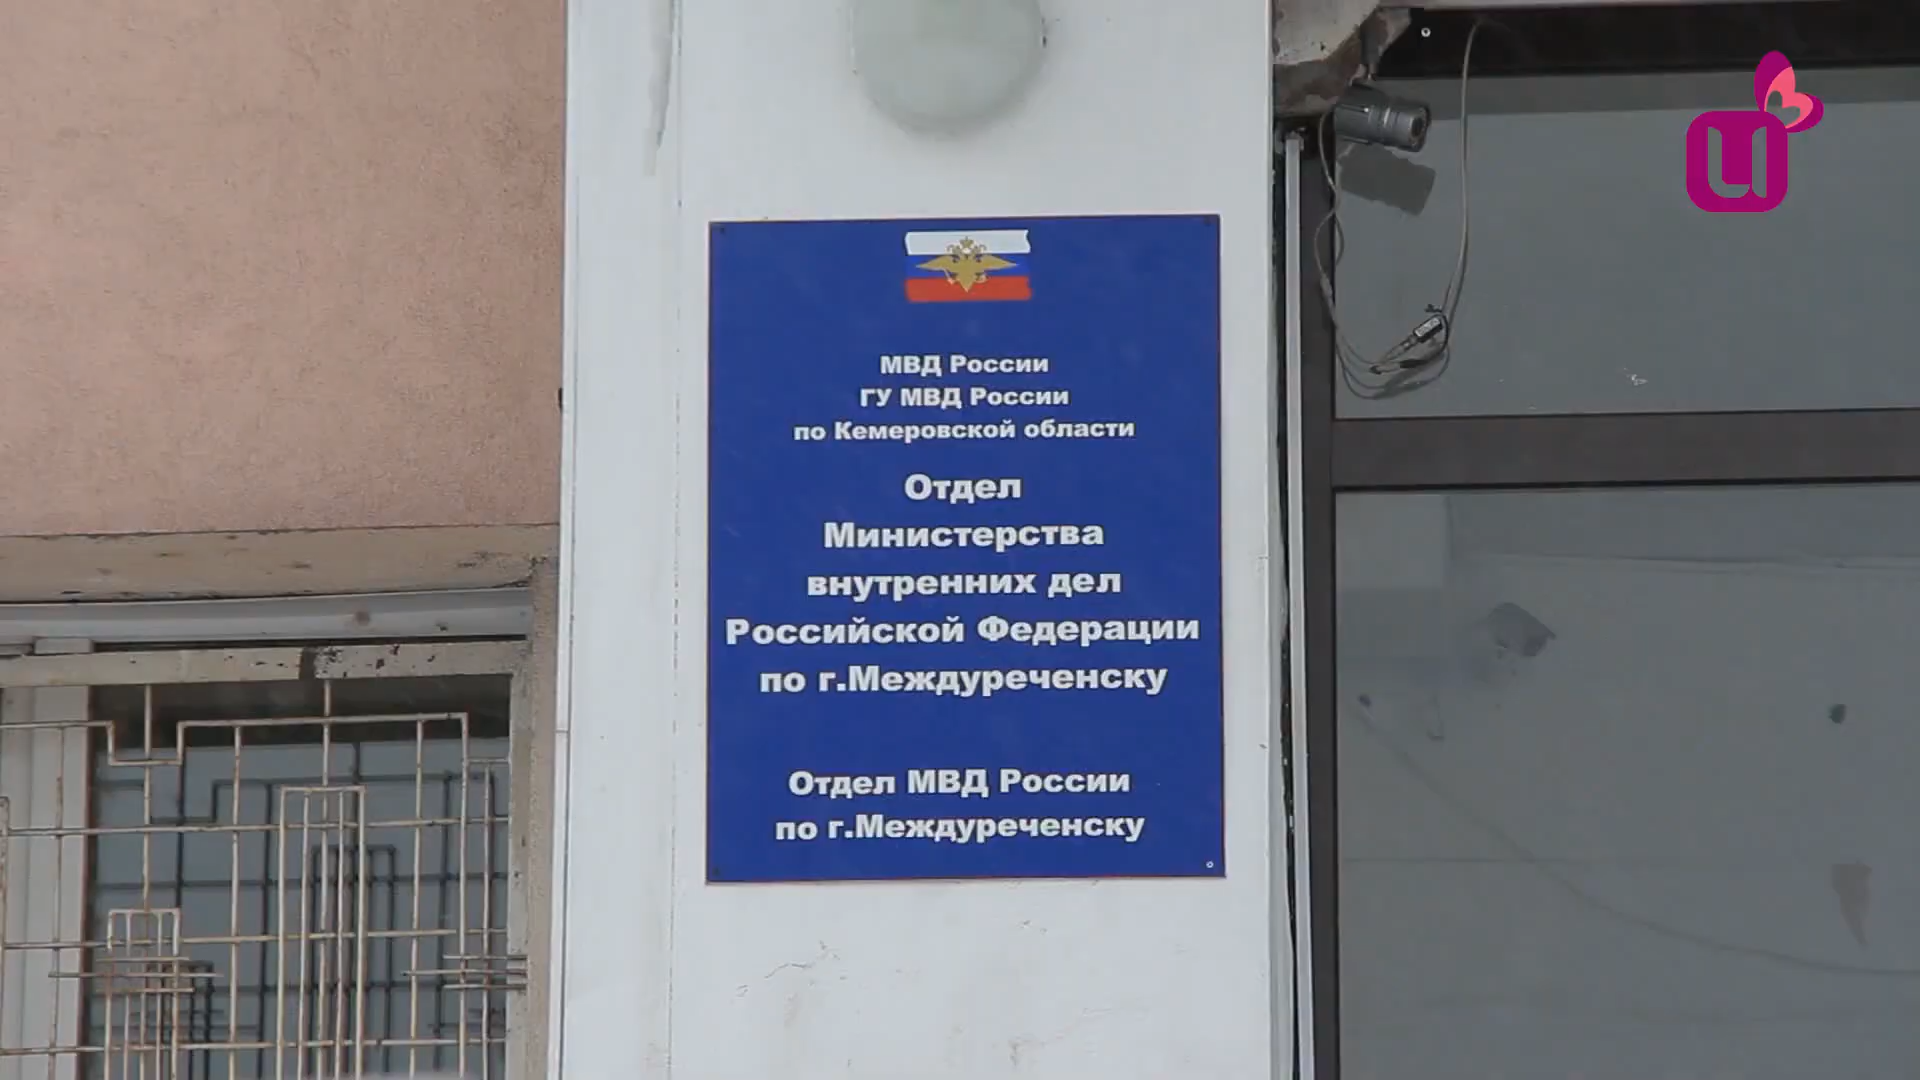 МВД России
ГУ МВД России
по Кемеровской области
Отдел
Министерства
внутренних дел
Российской Федерации
по г.Междуреченску
Отдел МВД России
по г.Междуреченску